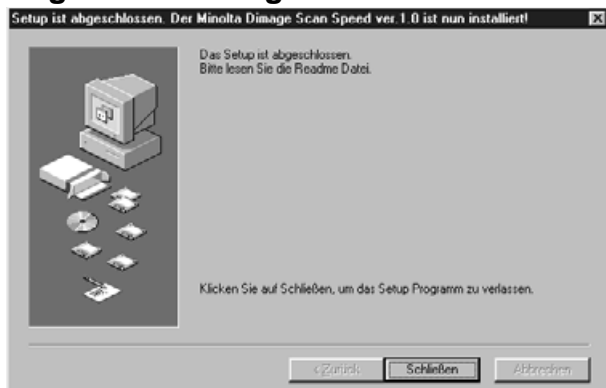 Setup ist abgeschlossen. Der Minolta Dimage Scan Speed ver.1.0 ist nun installiert!
Das Setup ist abgeschlossen.
Bitte lesen Sie die Readme Datei.
Klicken Sie auf Schließen, um das Setup Programm zu verlassen.
<Zurück
Schließen
Abbrechen